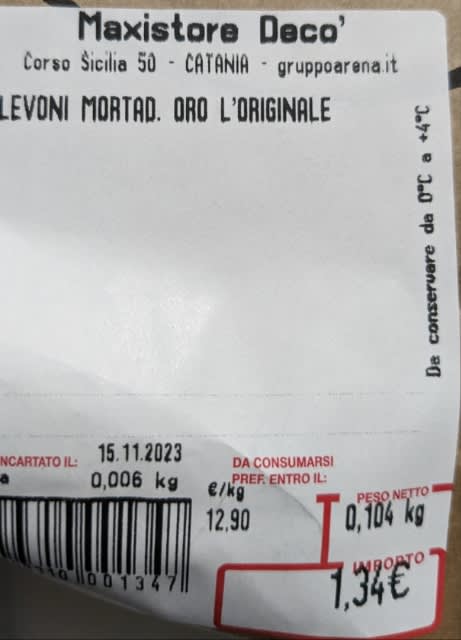 Maxistore Deco'
Corso Sicilia 50 - CATANIA - gruppoarena.it
LEVONI MORTAD. ORO L'ORIGINALE
De conservare da 0°C a +4°C
NCARTATO IL: 15.11.2023
a 0,006 kg
DA CONSUMARSI
PREF. ENTRO IL:
€/kg
12,90
PESO NETTO
0,104 kg
IMPORTO
1,34€
001347